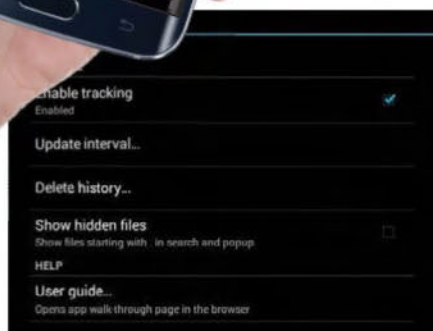 Enable tracking
Enabled
Update interval...
Delete history...
Show hidden files
Show files starting with . in search and popup
HELP
User guide...
Opens app walk through page in the browser